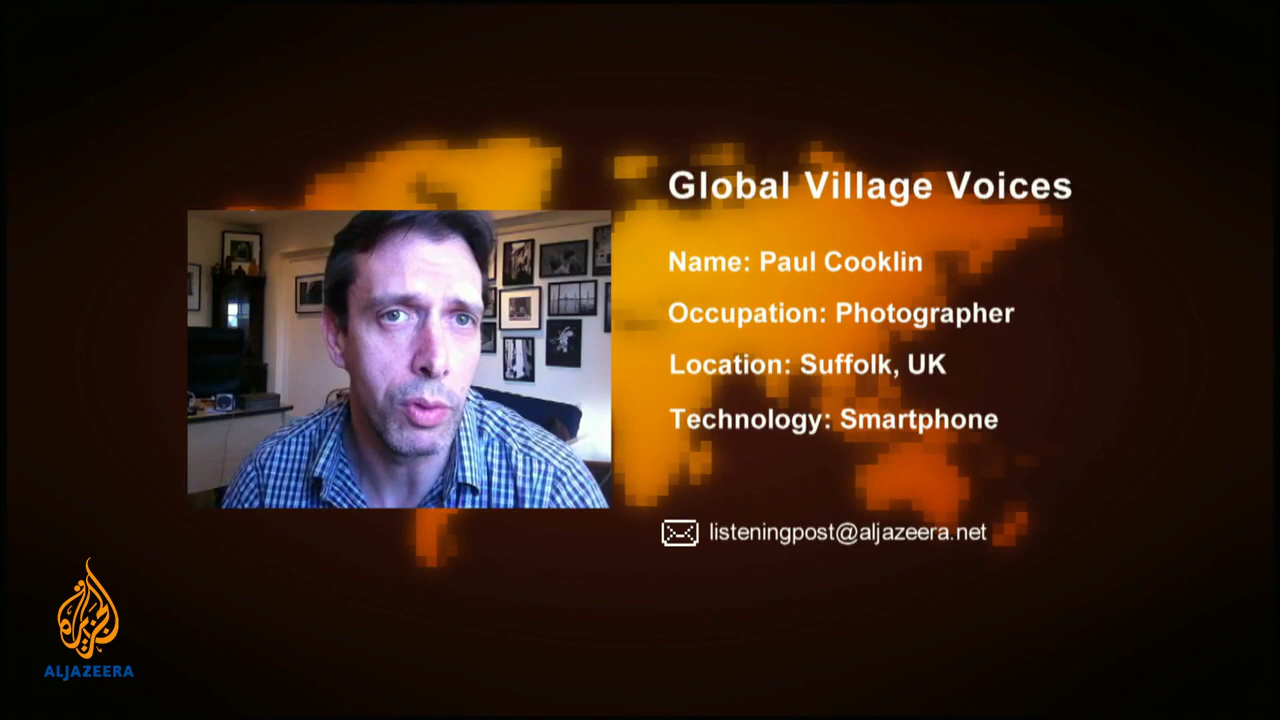 Global Village Voices
Name: Paul Cooklin
Occupation: Photographer
Location: Suffolk, UK
Technology: Smartphone
listeningpost@aljazeera.net
الجزيرة
ALJAZEERA